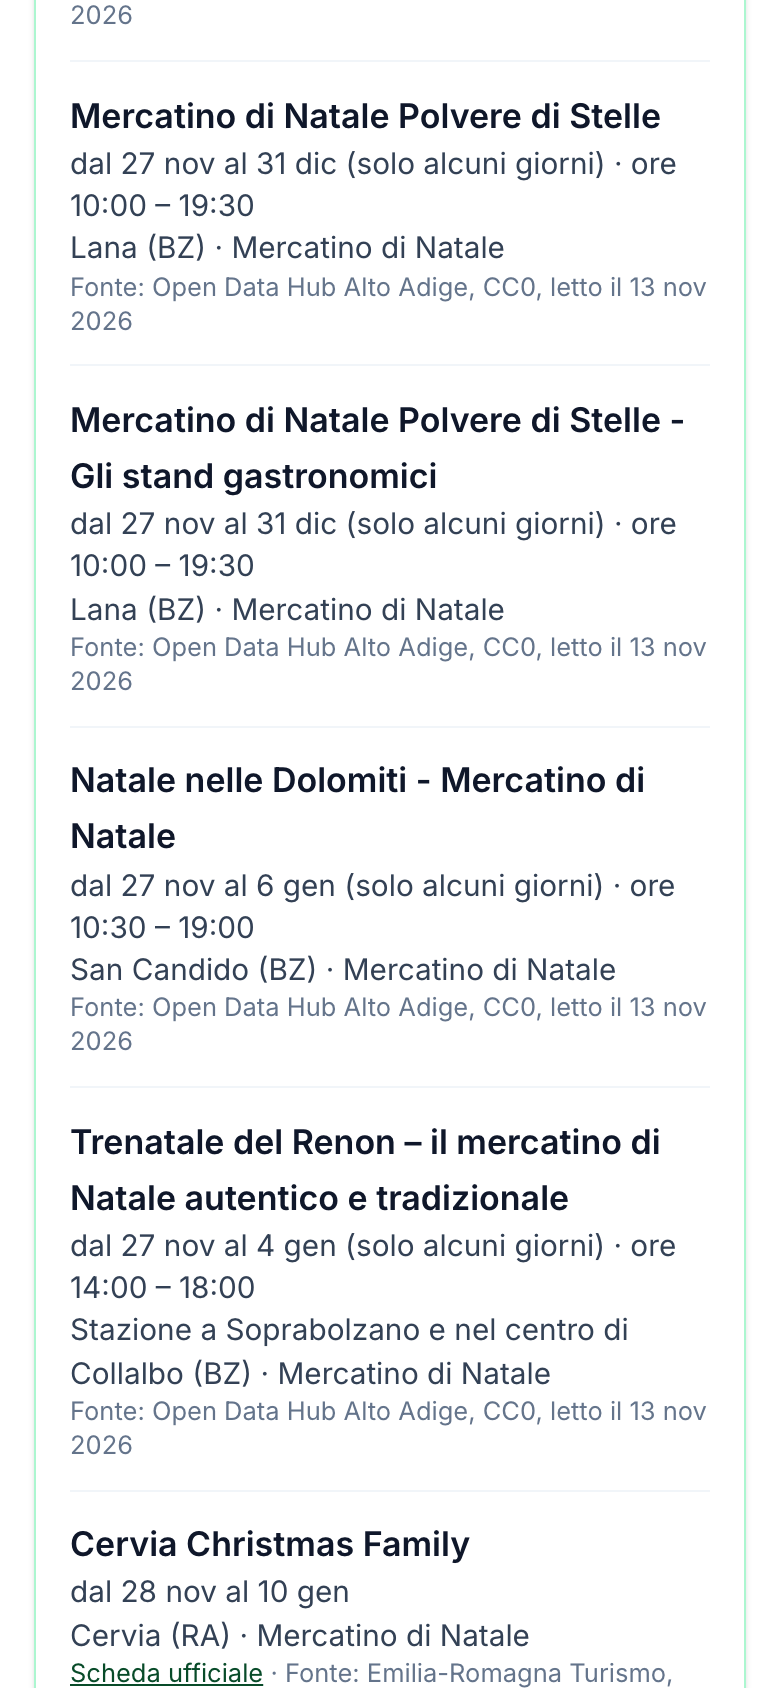 2026
Mercatino di Natale Polvere di Stelle
dal 27 nov al 31 dic (solo alcuni giorni) · ore
10:00 – 19:30
Lana (BZ) · Mercatino di Natale
Fonte: Open Data Hub Alto Adige, CC0, letto il 13 nov
2026
Mercatino di Natale Polvere di Stelle -
Gli stand gastronomici
dal 27 nov al 31 dic (solo alcuni giorni) · ore
10:00 – 19:30
Lana (BZ) · Mercatino di Natale
Fonte: Open Data Hub Alto Adige, CC0, letto il 13 nov
2026
Natale nelle Dolomiti - Mercatino di
Natale
dal 27 nov al 6 gen (solo alcuni giorni) · ore
10:30 – 19:00
San Candido (BZ) · Mercatino di Natale
Fonte: Open Data Hub Alto Adige, CC0, letto il 13 nov
2026
Trenatale del Renon – il mercatino di
Natale autentico e tradizionale
dal 27 nov al 4 gen (solo alcuni giorni) · ore
14:00 – 18:00
Stazione a Soprabolzano e nel centro di
Collalbo (BZ) · Mercatino di Natale
Fonte: Open Data Hub Alto Adige, CC0, letto il 13 nov
2026
Cervia Christmas Family
dal 28 nov al 10 gen
Cervia (RA) · Mercatino di Natale
Scheda ufficiale · Fonte: Emilia-Romagna Turismo,